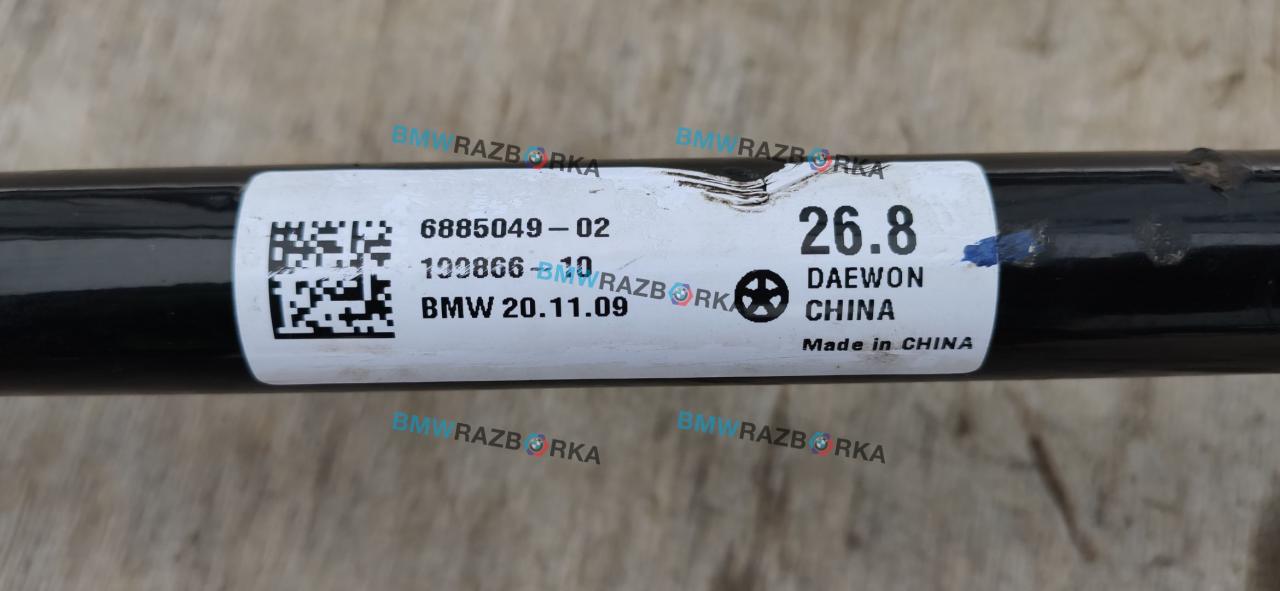 BMWRAZBORKA
BMWRAZBORKA
6885049-02
BMW 20.11.09
BMWRAZBORKA
26.8
DAEWON
CHINA
Made in CHINA
BMWRAZBORKA
BMWRAZBORKA